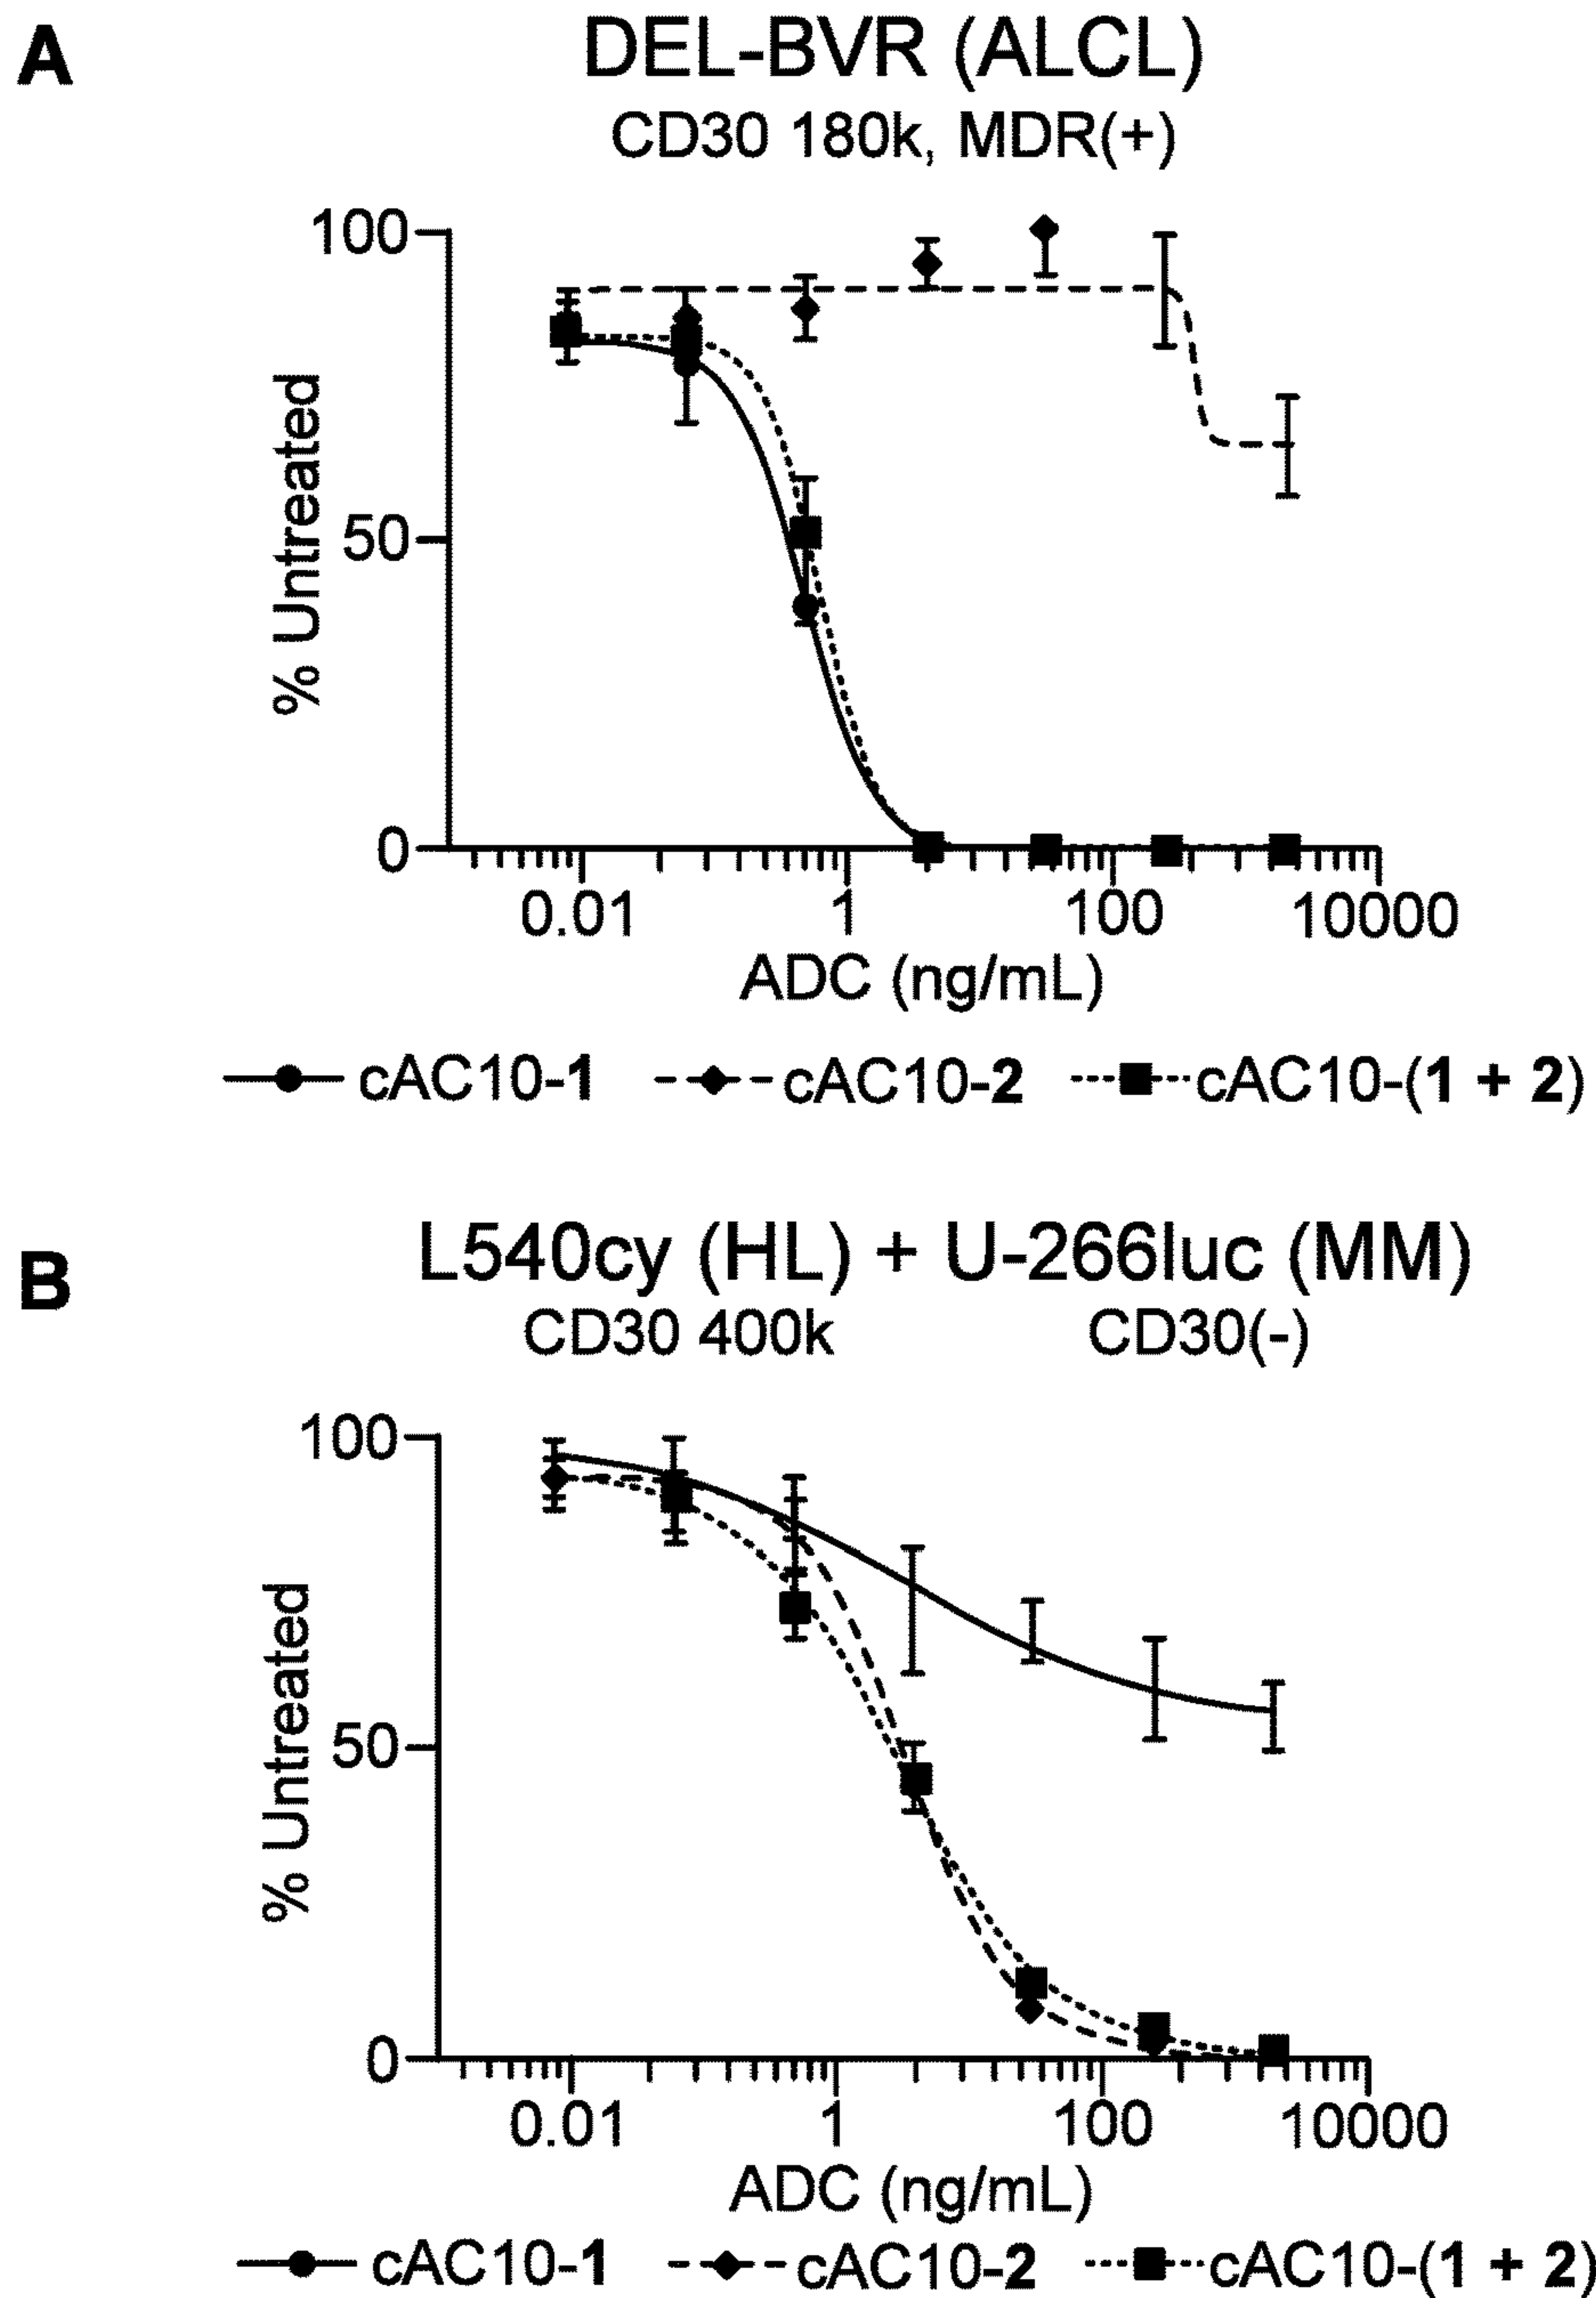 A
DEL-BVR (ALCL)
CD30 180k, MDR(+)
100
50
0
% Untreated
0.01 1 100 10000
ADC (ng/mL)
cAC10-1 cAC10-2 cAC10-(1 + 2)
B
L540cy (HL) + U-266luc (MM)
CD30 400k CD30(-)
100
50
0
% Untreated
0.01 1 100 10000
ADC (ng/mL)
cAC10-1 cAC10-2 cAC10-(1 + 2)